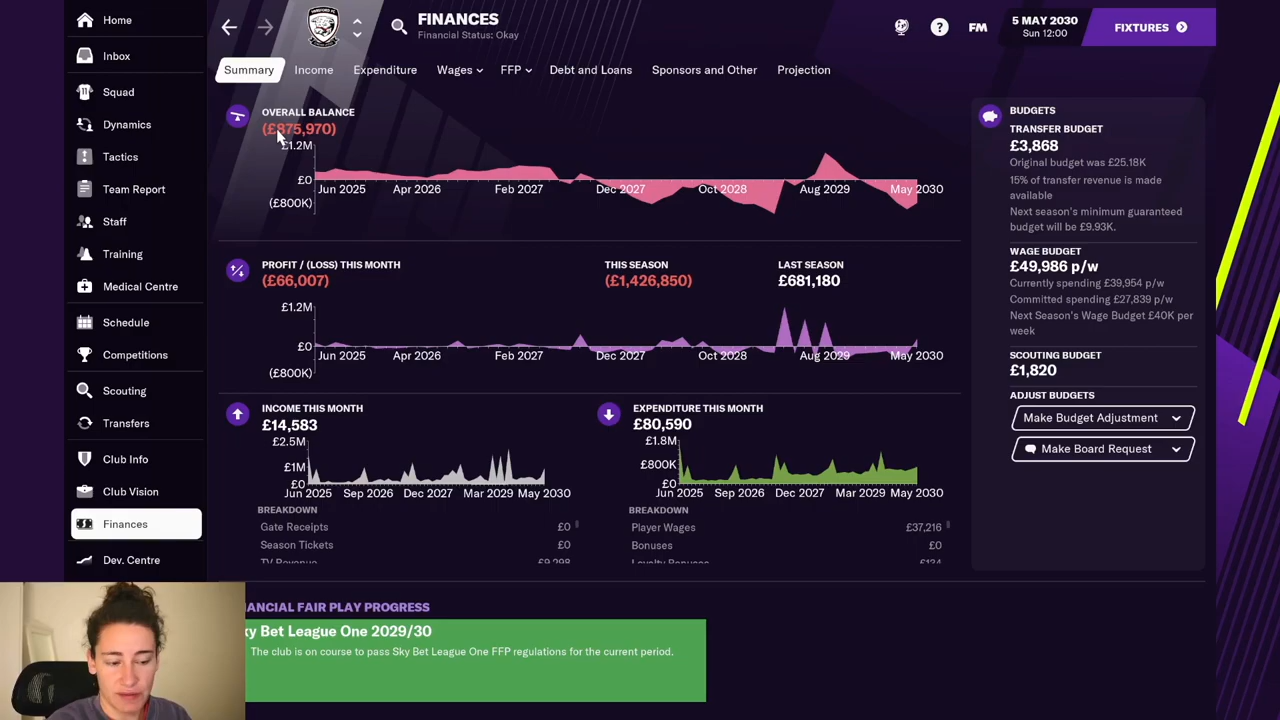 Home
Inbox
Squad
Dynamics
Tactics
Team Report
Staff
Training
Medical Centre
Schedule
Competitions
Scouting
Transfers
Club Info
Club Vision
Finances
Dev. Centre
FINANCES
Financial Status: Okay
FM
5 MAY 2030
Sun 12:00
FIXTURES
Summary
Income
Expenditure
Wages
FFP
Debt and Loans
Sponsors and Other
Projection
OVERALL BALANCE
(£875,970)
£1.2M
£0
(£800K)
Jun 2025 Apr 2026 Feb 2027 Dec 2027 Oct 2028 Aug 2029 May 2030
PROFIT / (LOSS) THIS MONTH
(£66,007)
THIS SEASON
(£1,426,850)
LAST SEASON
£681,180
£1.2M
£0
(£800K)
Jun 2025 Apr 2026 Feb 2027 Dec 2027 Oct 2028 Aug 2029 May 2030
INCOME THIS MONTH
£14,583
£2.5M
£1M
£0
Jun 2025 Sep 2026 Dec 2027 Mar 2029 May 2030
BREAKDOWN
Gate Receipts £0
Season Tickets £0
TV Revenue £9,298
EXPENDITURE THIS MONTH
£80,590
£1.8M
£800K
£0
Jun 2025 Sep 2026 Dec 2027 Mar 2029 May 2030
BREAKDOWN
Player Wages £37,216
Bonuses £0
Loyalty Bonuses £134
BUDGETS
TRANSFER BUDGET
£3,868
Original budget was £25.18K
15% of transfer revenue is made
available
Next season's minimum guaranteed
budget will be £9.93K.
WAGE BUDGET
£49,986 p/w
Currently spending £39,954 p/w
Committed spending £27,839 p/w
Next Season's Wage Budget £40K per
week
SCOUTING BUDGET
£1,820
ADJUST BUDGETS
Make Budget Adjustment
Make Board Request
NANCIAL FAIR PLAY PROGRESS
ky Bet League One 2029/30
The club is on course to pass Sky Bet League One FFP regulations for the current period.